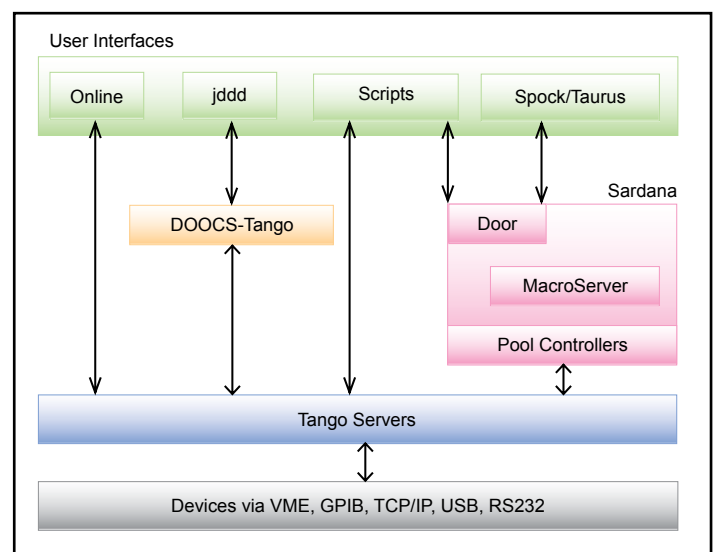 User Interfaces
Online
jddd
Scripts
Spock/Taurus
Sardana
DOOCS-Tango
Door
MacroServer
Pool Controllers
Tango Servers
Devices via VME, GPIB, TCP/IP, USB, RS232